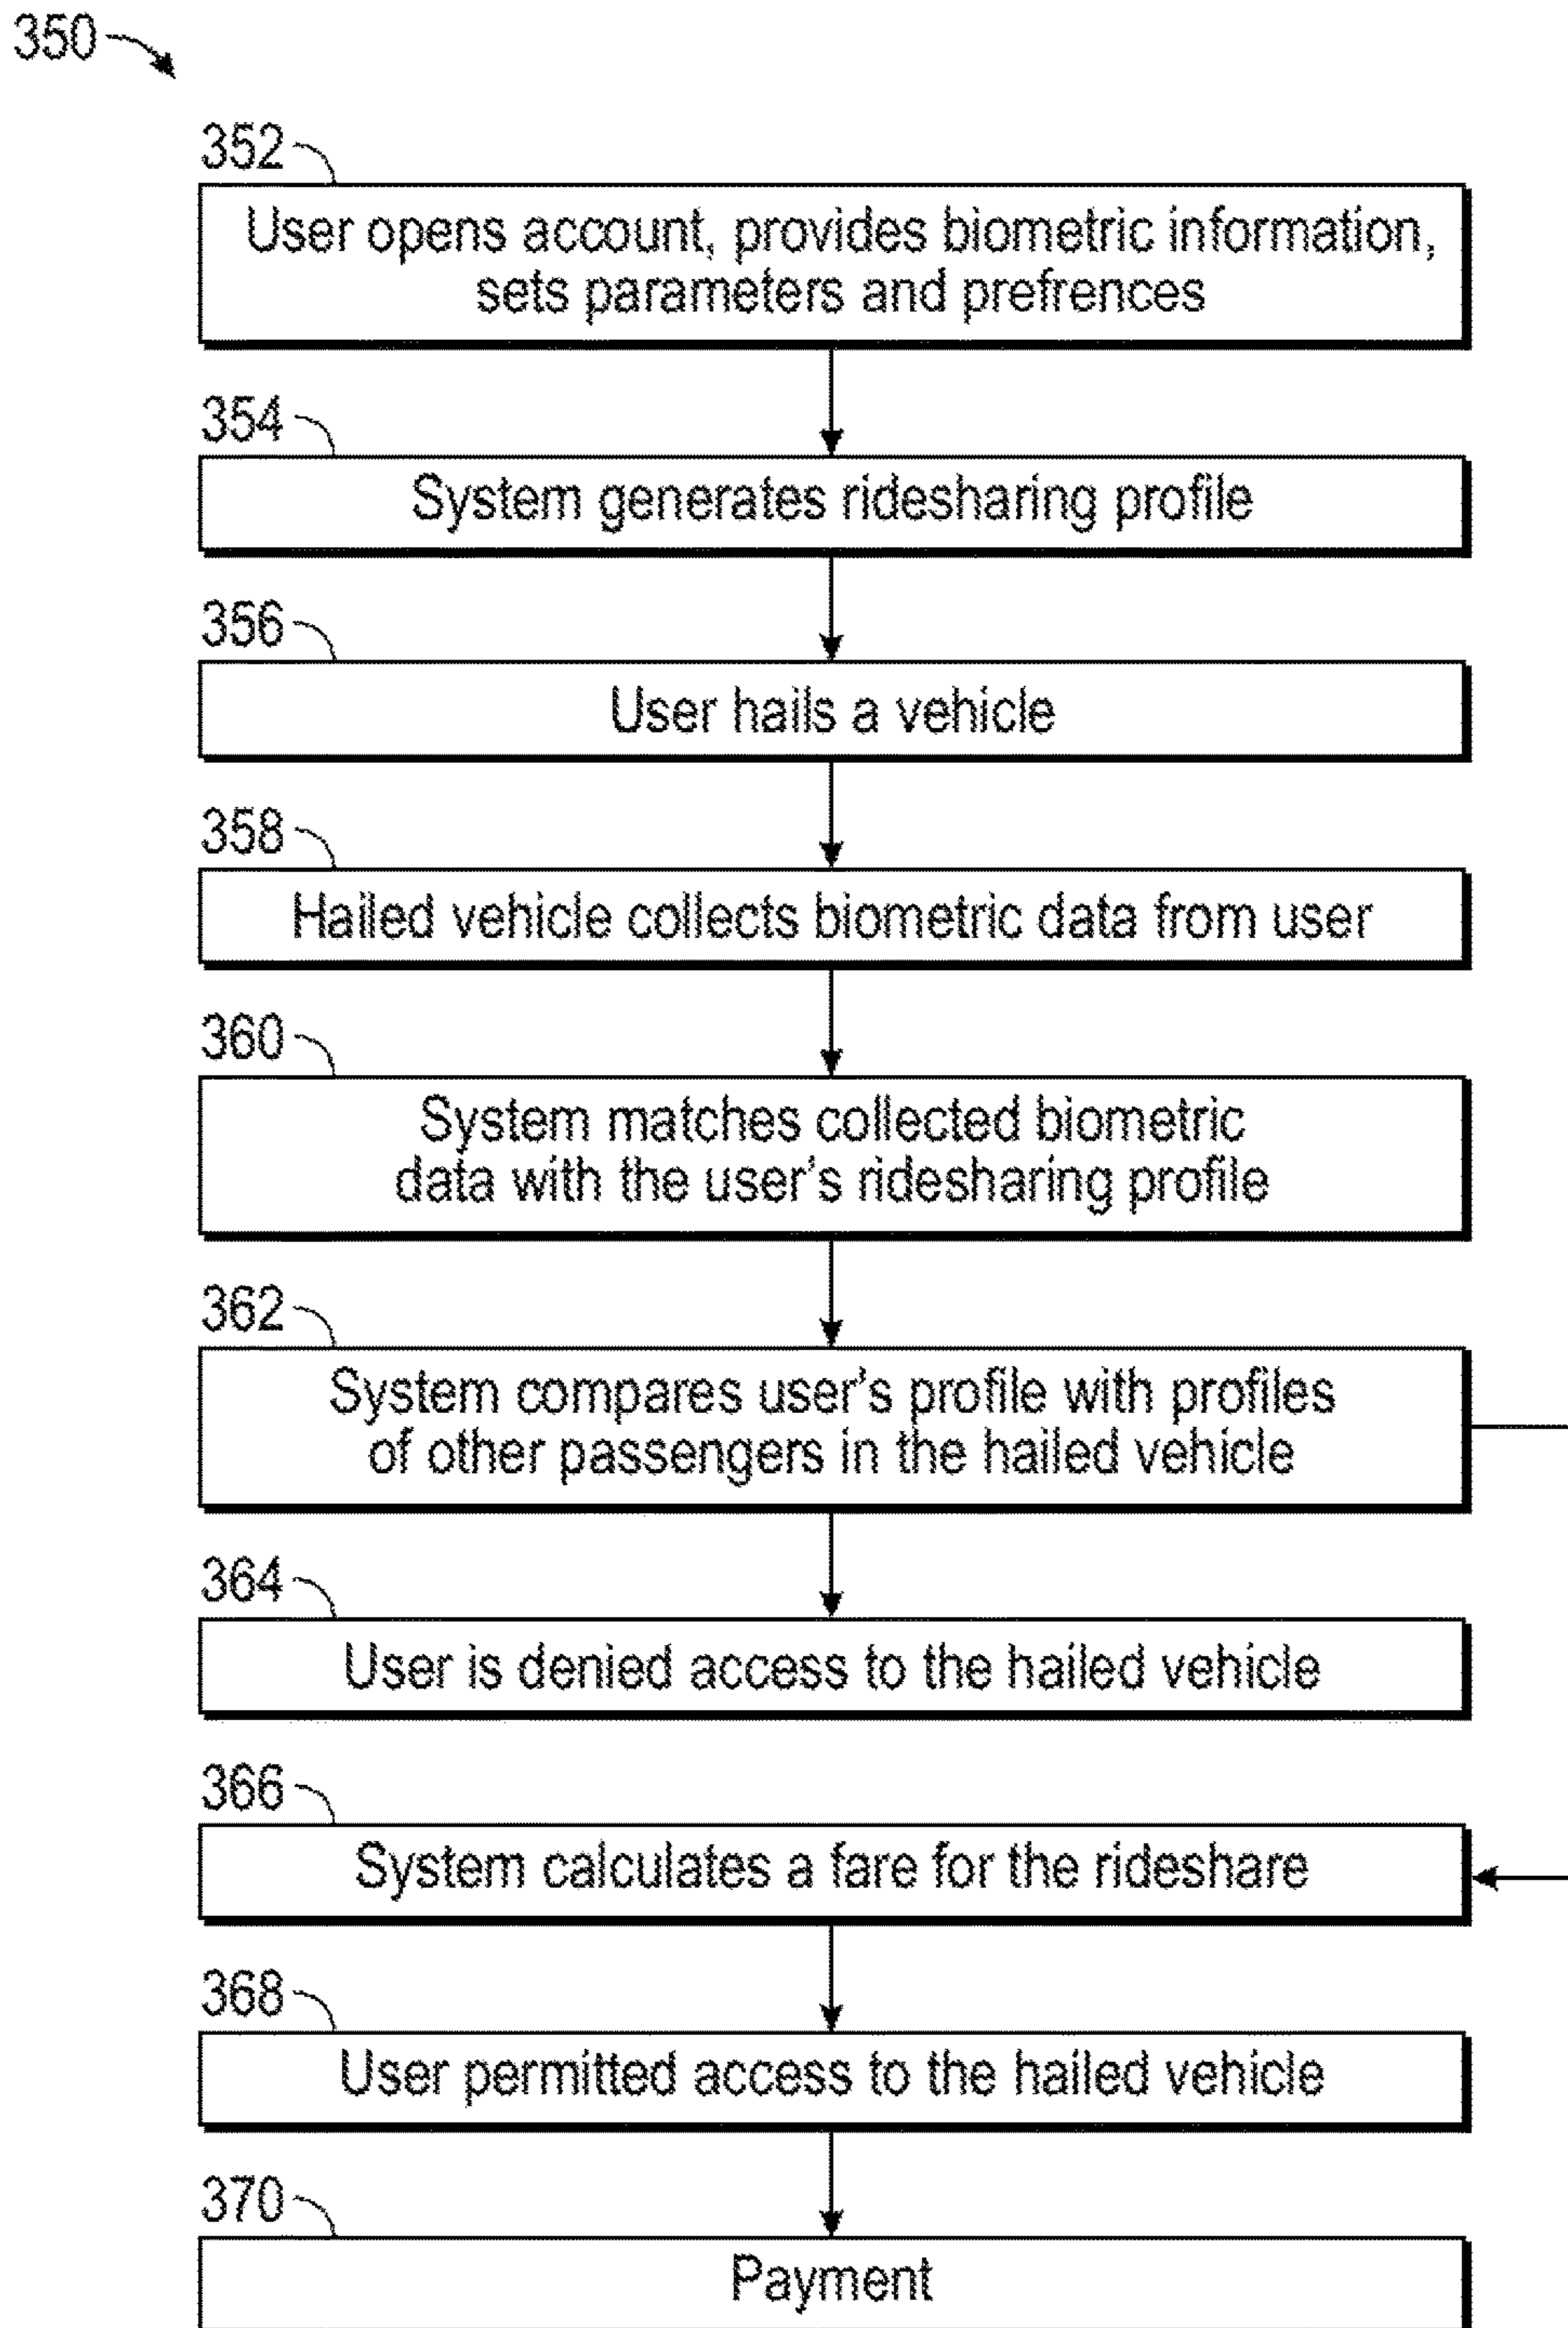 350
352
User opens account, provides biometric information,
sets parameters and prefrences
354
System generates ridesharing profile
356
User hails a vehicle
358
Hailed vehicle collects biometric data from user
360
System matches collected biometric
data with the user's ridesharing profile
362
System compares user's profile with profiles
of other passengers in the hailed vehicle
364
User is denied access to the hailed vehicle
366
System calculates a fare for the rideshare
368
User permitted access to the hailed vehicle
370
Payment